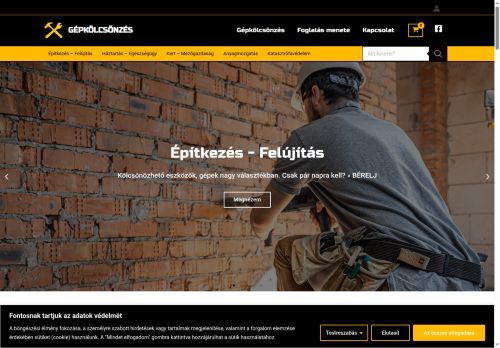 GÉPKÖLCSÖNZÉS
Gépkölcsönzés Foglalás menete Kapcsolat
Építkezés – Felújítás Háztartás – Egészségügy Kert – Mezőgazdaság Anyagmozgatás Katasztrófavédelem
Mit keresel?
Építkezés – Felújítás
Kölcsönözhető eszközök, gépek nagy választékban. Csak pár napra kell? » BÉRELJ
Megnézem
Fontosnak tartjuk az adatok védelmét
A böngészési élmény fokozása, a személyre szabott hirdetések vagy tartalmak megjelenítése, valamint a forgalom elemzése
érdekében sütiket (cookie) használunk. A "Mindet elfogadom" gombra kattintva hozzájárulhat a sütik használatához.
Testreszabás Elutasít Az összes elfogadása